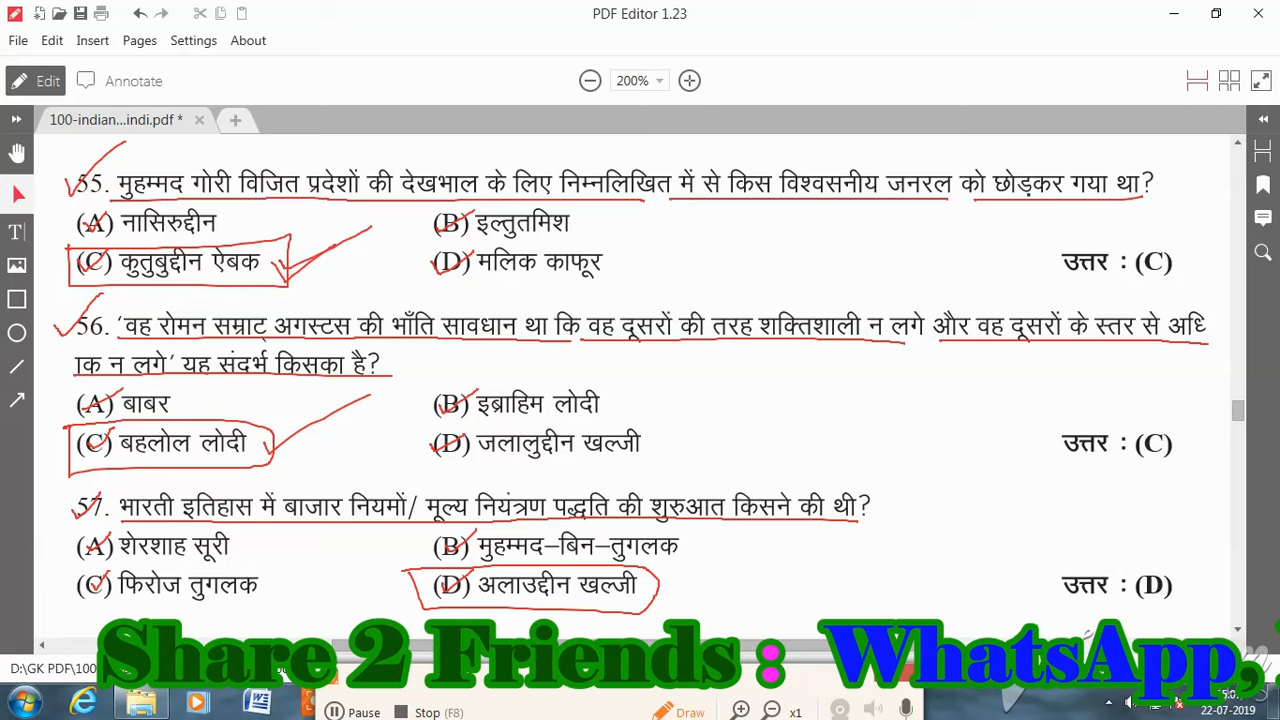 PDF Editor 1.23
File Edit Insert Pages Settings About
Edit Annotate 200%
100-indian...indi.pdf *
55. मुहम्मद गोरी विजित प्रदेशों की देखभाल के लिए निम्नलिखित में से किस विश्वसनीय जनरल को छोड़कर गया था?
(A) नासिरुद्दीन (B) इल्तुतमिश
(C) कुतुबुद्दीन ऐबक (D) मलिक काफूर उत्तर : (C)
56. 'वह रोमन सम्राट् अगस्टस की भाँति सावधान था कि वह दूसरों की तरह शक्तिशाली न लगे और वह दूसरों के स्तर से अधि
ाक न लगे' यह संदर्भ किसका है?
(A) बाबर (B) इब्राहिम लोदी
(C) बहलोल लोदी (D) जलालुद्दीन खल्जी उत्तर : (C)
57. भारती इतिहास में बाजार नियमों/ मूल्य नियंत्रण पद्धति की शुरुआत किसने की थी?
(A) शेरशाह सूरी (B) मुहम्मद–बिन–तुगलक
(C) फिरोज तुगलक (D) अलाउद्दीन खल्जी उत्तर : (D)
Share 2 Friends : WhatsApp,
D:\GK PDF\100
Pause Stop (F8) Draw x1
22-07-2019